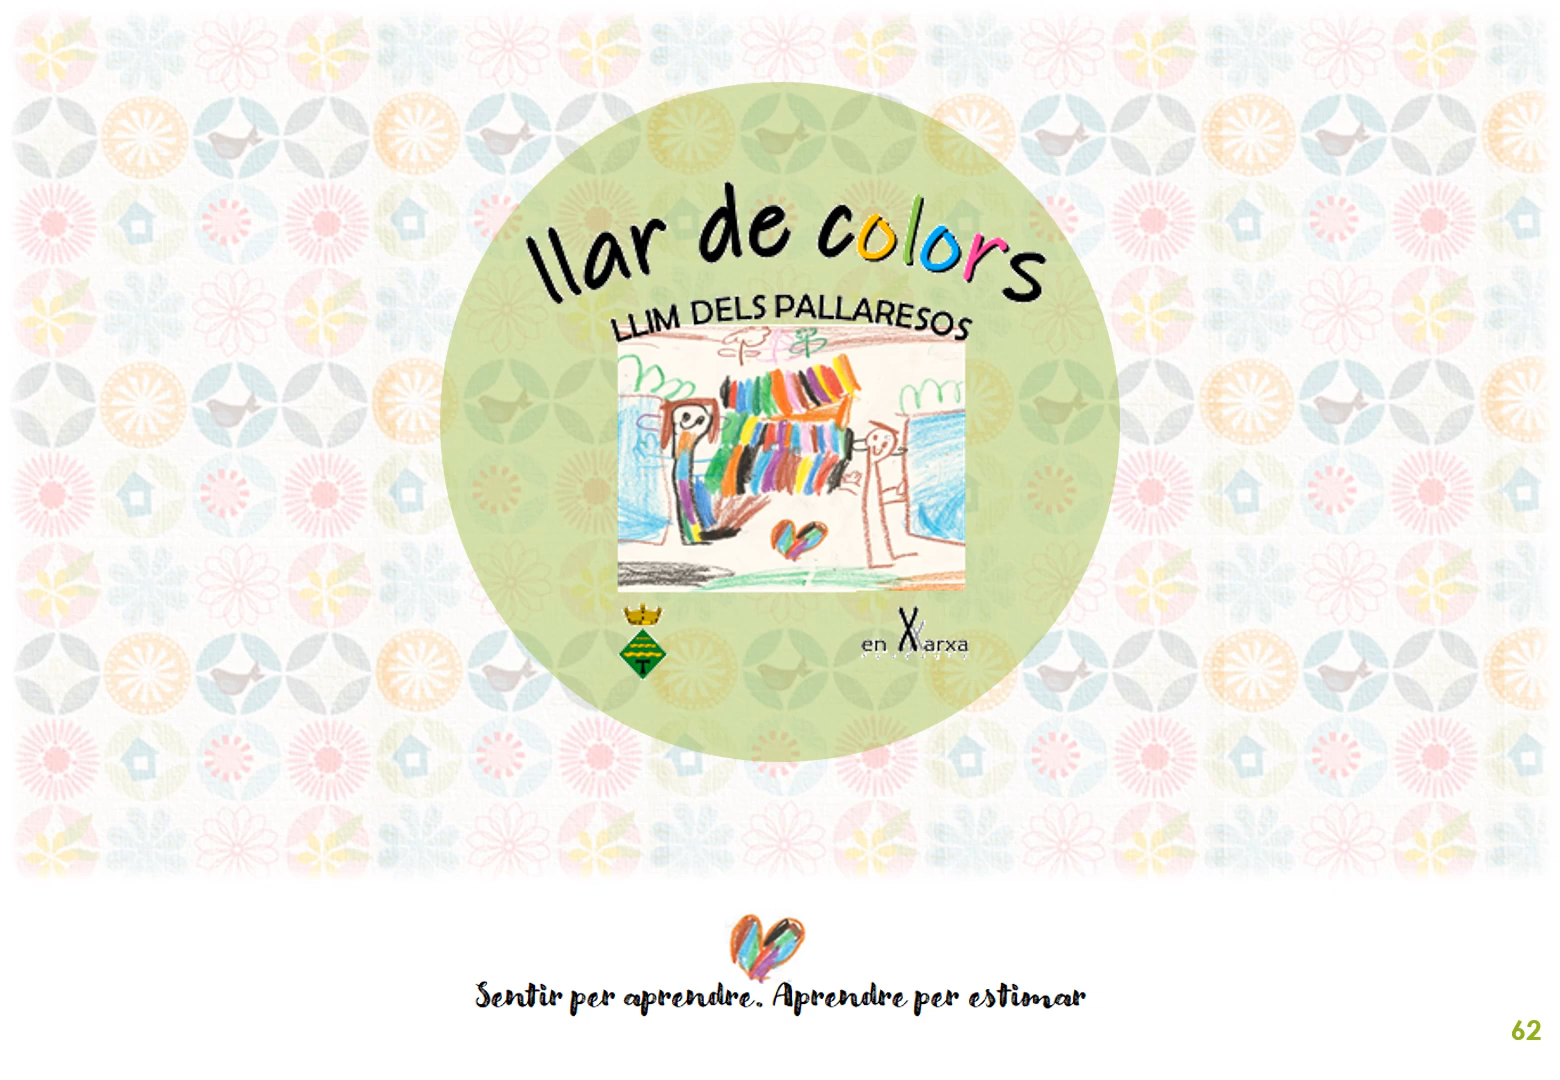 llar de colors
LLIM DELS PALLARESOS
en Xarxa
Sentir per aprendre. Aprendre per estimar
62